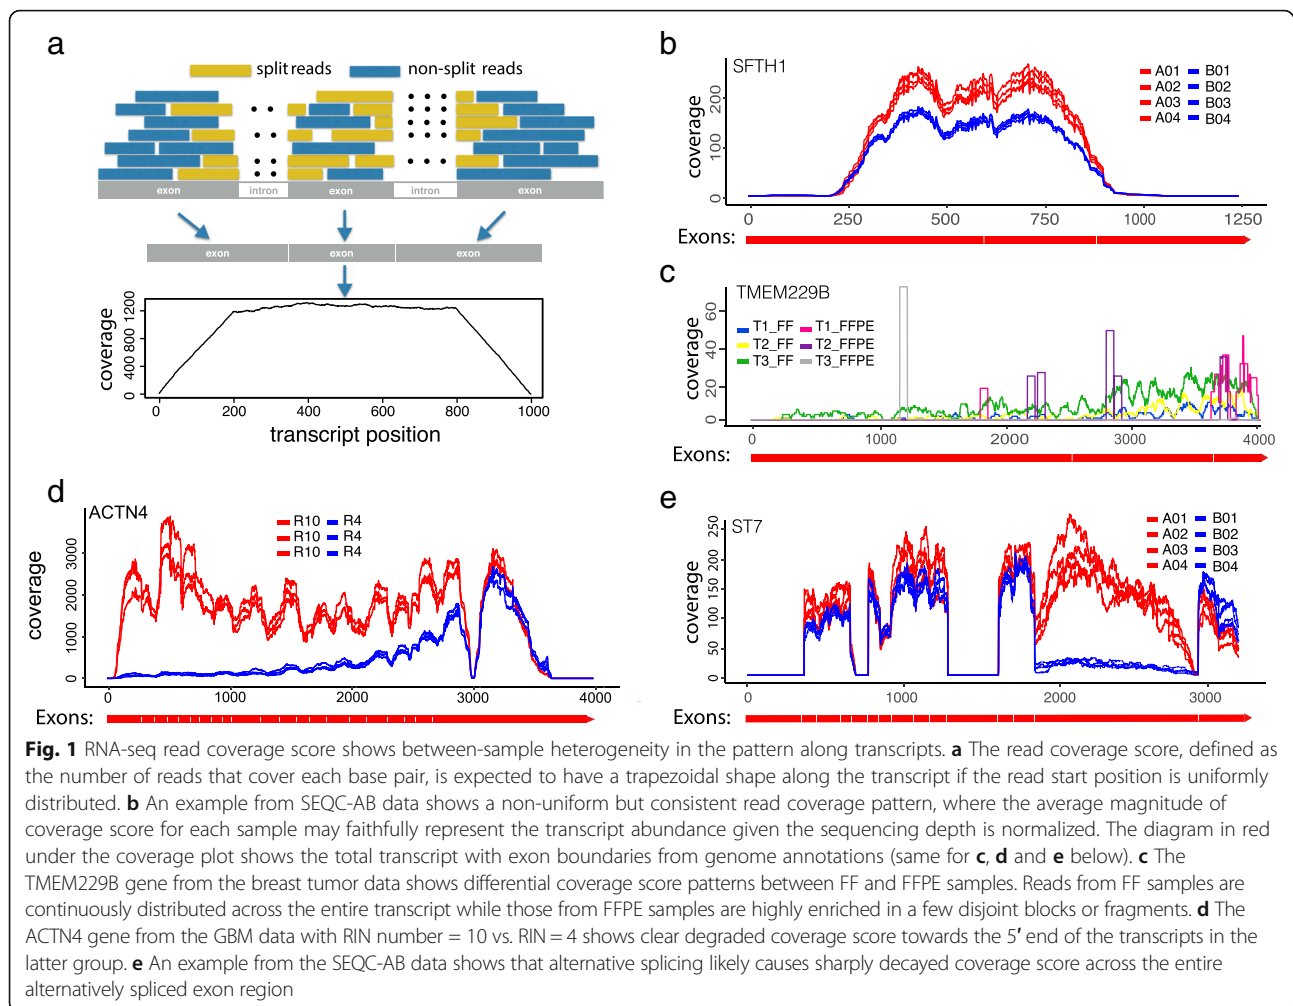 a
split reads
non-split reads
exon
intron
exon
intron
exon
exon
exon
exon
coverage
0 400 800 1200
0 200 400 600 800 1000
transcript position
b
SFTH1
A01 B01
A02 B02
A03 B03
A04 B04
coverage
0 100 200
0 250 500 750 1000 1250
Exons:
c
TMEM229B
T1_FF T1_FFPE
T2_FF T2_FFPE
T3_FF T3_FFPE
coverage
0 20 40 60
0 1000 2000 3000 4000
Exons:
d
ACTN4
R10 R4
R10 R4
R10 R4
coverage
0 1000 2000 3000
0 1000 2000 3000 4000
Exons:
e
ST7
A01 B01
A02 B02
A03 B03
A04 B04
coverage
0 50 100 150 200 250
0 1000 2000 3000
Exons:
Fig. 1 RNA-seq read coverage score shows between-sample heterogeneity in the pattern along transcripts. a The read coverage score, defined as
the number of reads that cover each base pair, is expected to have a trapezoidal shape along the transcript if the read start position is uniformly
distributed. b An example from SEQC-AB data shows a non-uniform but consistent read coverage pattern, where the average magnitude of
coverage score for each sample may faithfully represent the transcript abundance given the sequencing depth is normalized. The diagram in red
under the coverage plot shows the total transcript with exon boundaries from genome annotations (same for c, d and e below). c The
TMEM229B gene from the breast tumor data shows differential coverage score patterns between FF and FFPE samples. Reads from FF samples are
continuously distributed across the entire transcript while those from FFPE samples are highly enriched in a few disjoint blocks or fragments. d The
ACTN4 gene from the GBM data with RIN number = 10 vs. RIN = 4 shows clear degraded coverage score towards the 5′ end of the transcripts in the
latter group. e An example from the SEQC-AB data shows that alternative splicing likely causes sharply decayed coverage score across the entire
alternatively spliced exon region